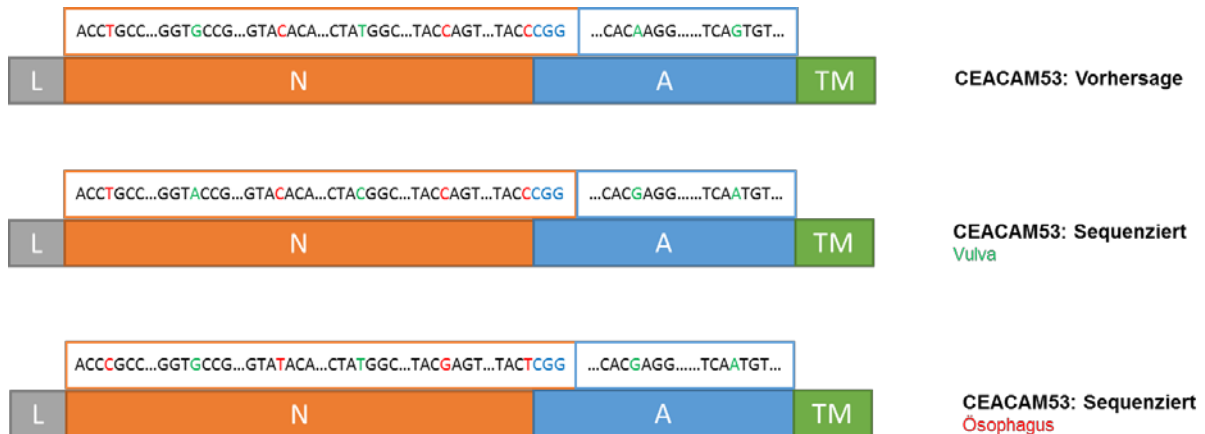 ACCTGCC...GGTGCCG...GTACACA...CTATGGC...TACCAGT...TACCCGG ...CACAAGG......TCAGTGT...
L N A TM CEACAM53: Vorhersage
ACCTGCC...GGTACCG...GTACACA...CTACGGC...TACCAGT...TACCCGG ...CACGAGG......TCAATGT...
L N A TM CEACAM53: Sequenziert
Vulva
ACCCGCC...GGTGCCG...GTATACA...CTATGGC...TACGAGT...TACTCGG ...CACGAGG......TCAATGT...
L N A TM CEACAM53: Sequenziert
Ösophagus